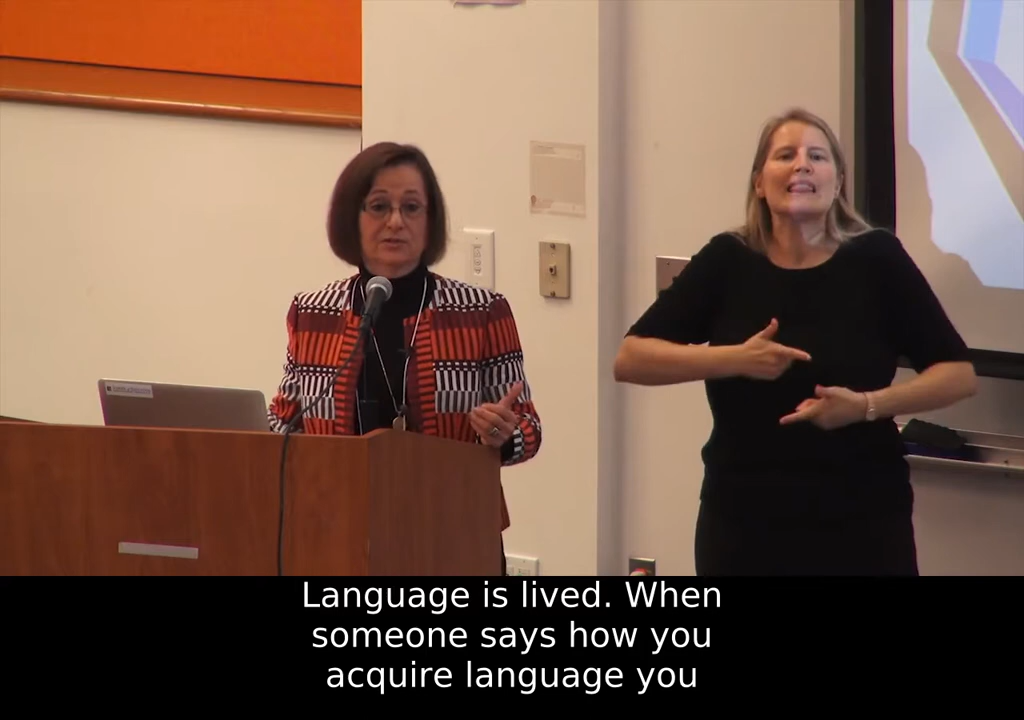 Language is lived. When
someone says how you
acquire language you